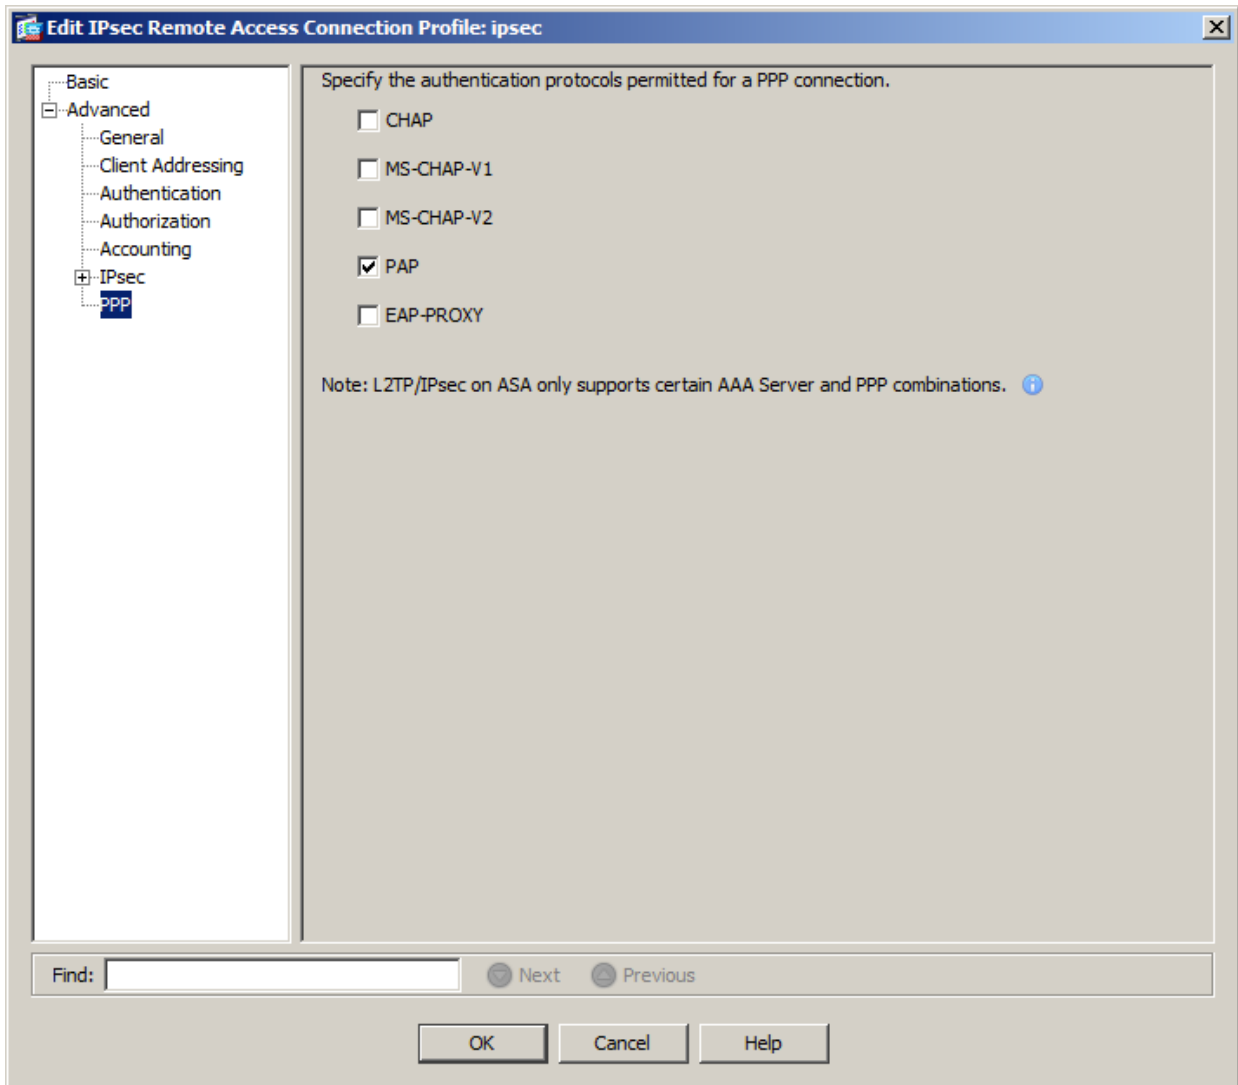 Edit IPsec Remote Access Connection Profile: ipsec
Basic
Advanced
General
Client Addressing
Authentication
Authorization
Accounting
IPsec
PPP
Specify the authentication protocols permitted for a PPP connection.
CHAP
MS-CHAP-V1
MS-CHAP-V2
PAP
EAP-PROXY
Note: L2TP/IPsec on ASA only supports certain AAA Server and PPP combinations.
Find: Next Previous
OK Cancel Help